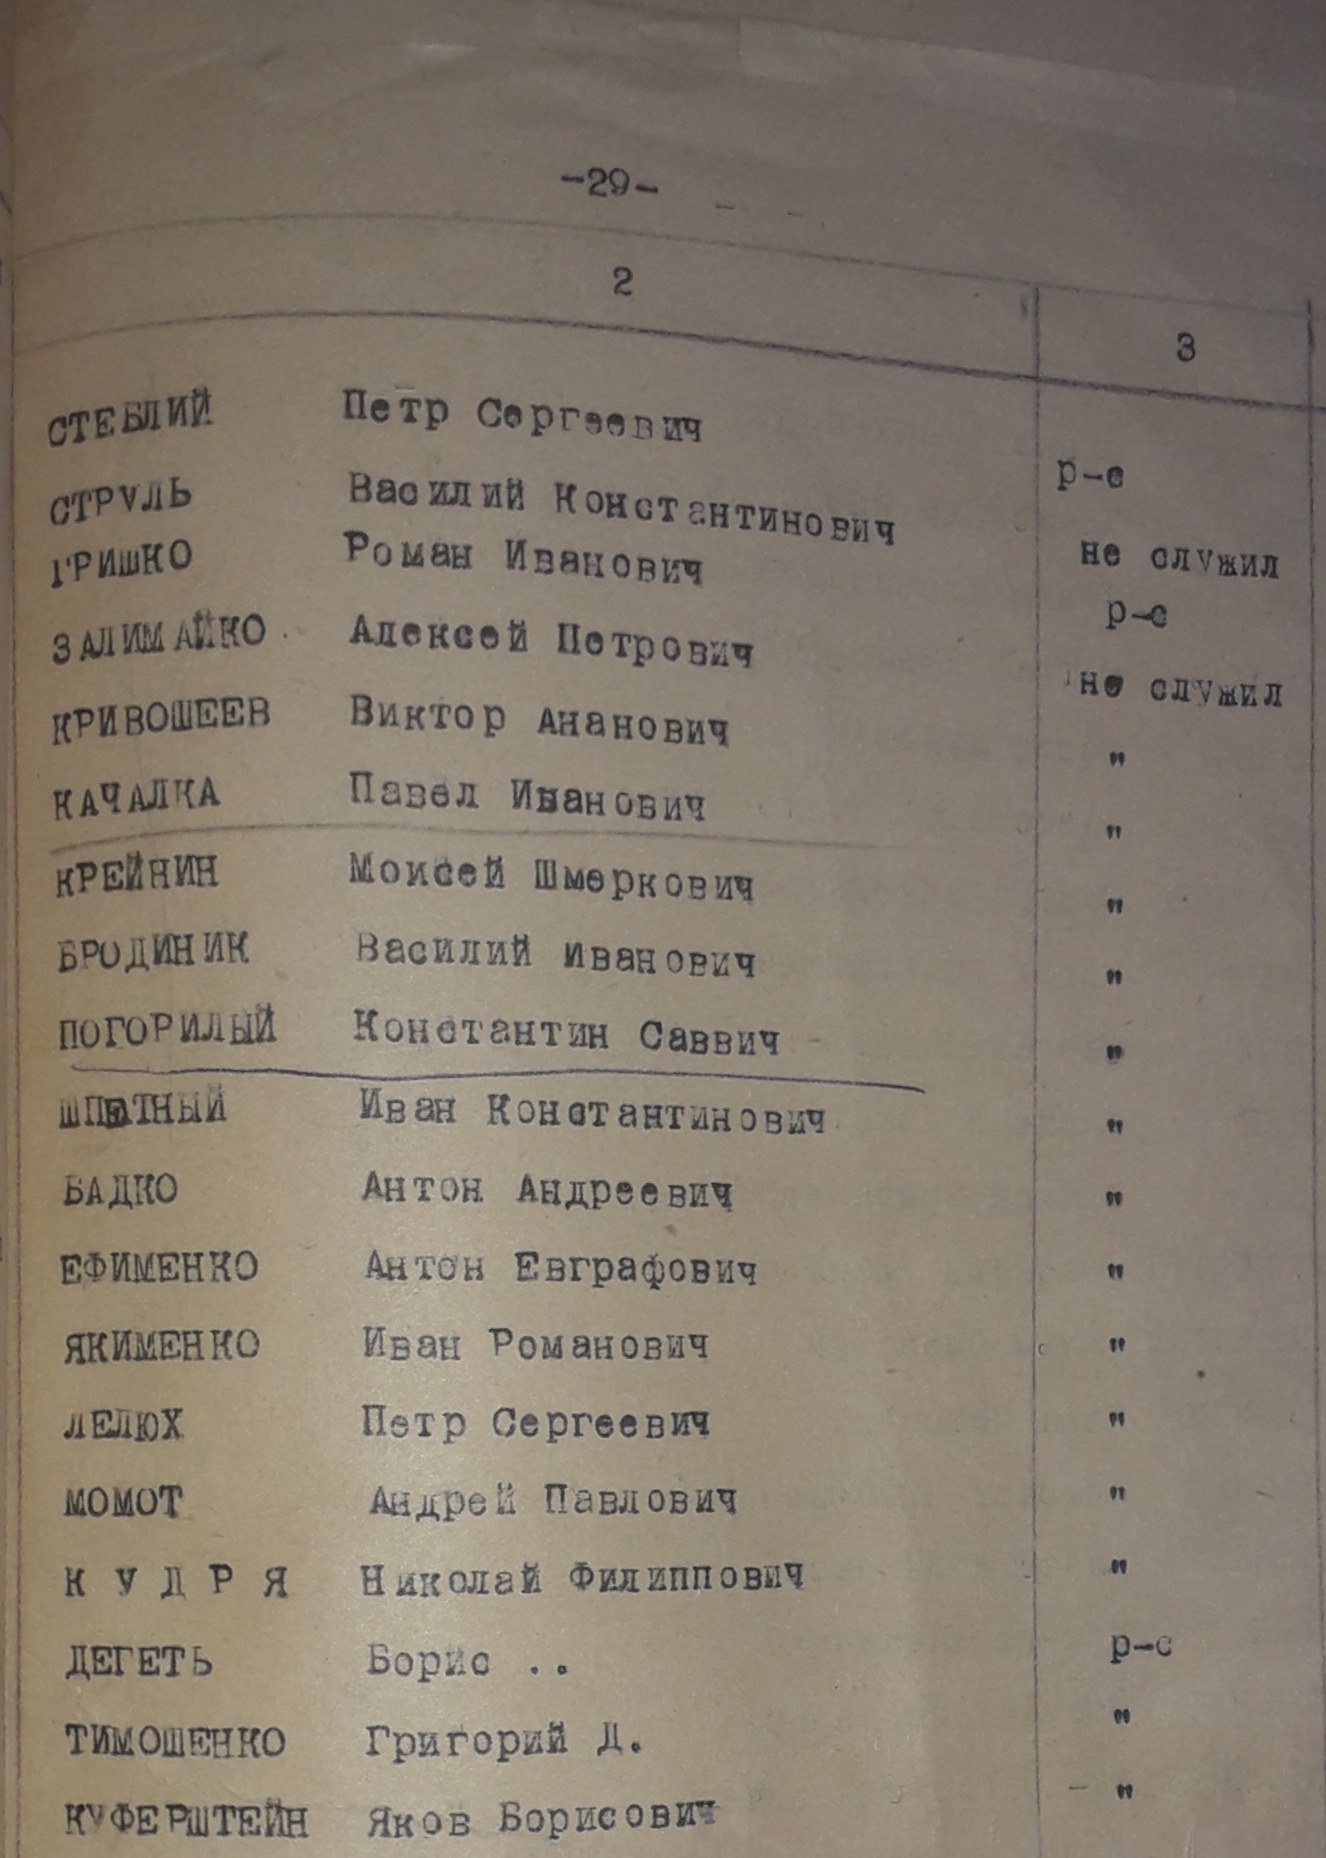 -29-
2 3
СТЕБЛИЙ Петр Сергеевич р-с
СТРУЛЬ Василий Константинович не служил
ГРИШКО Роман Иванович р-с
ЗАЛИМАЙКО Алексей Петрович не служил
КРИВОШЕЕВ Виктор Ананович "
КАЧАЛКА Павел Иванович "
КРЕЙНИН Моисей Шмеркович "
БРОДИНИК Василий Иванович "
ПОГОРИЛЫЙ Константин Саввич "
Иван Константинович "
БАДКО Антон Андреевич "
ЕФИМЕНКО Антон Евграфович "
ЯКИМЕНКО Иван Романович "
ЛЕЛЮХ Петр Сергеевич "
МОМОТ Андрей Павлович "
К У Д Р Я Николай Филиппович "
ДЕГЕТЬ Борис .. р-с
ТИМОШЕНКО Григорий Д. "
КУФЕРШТЕЙН Яков Борисович "